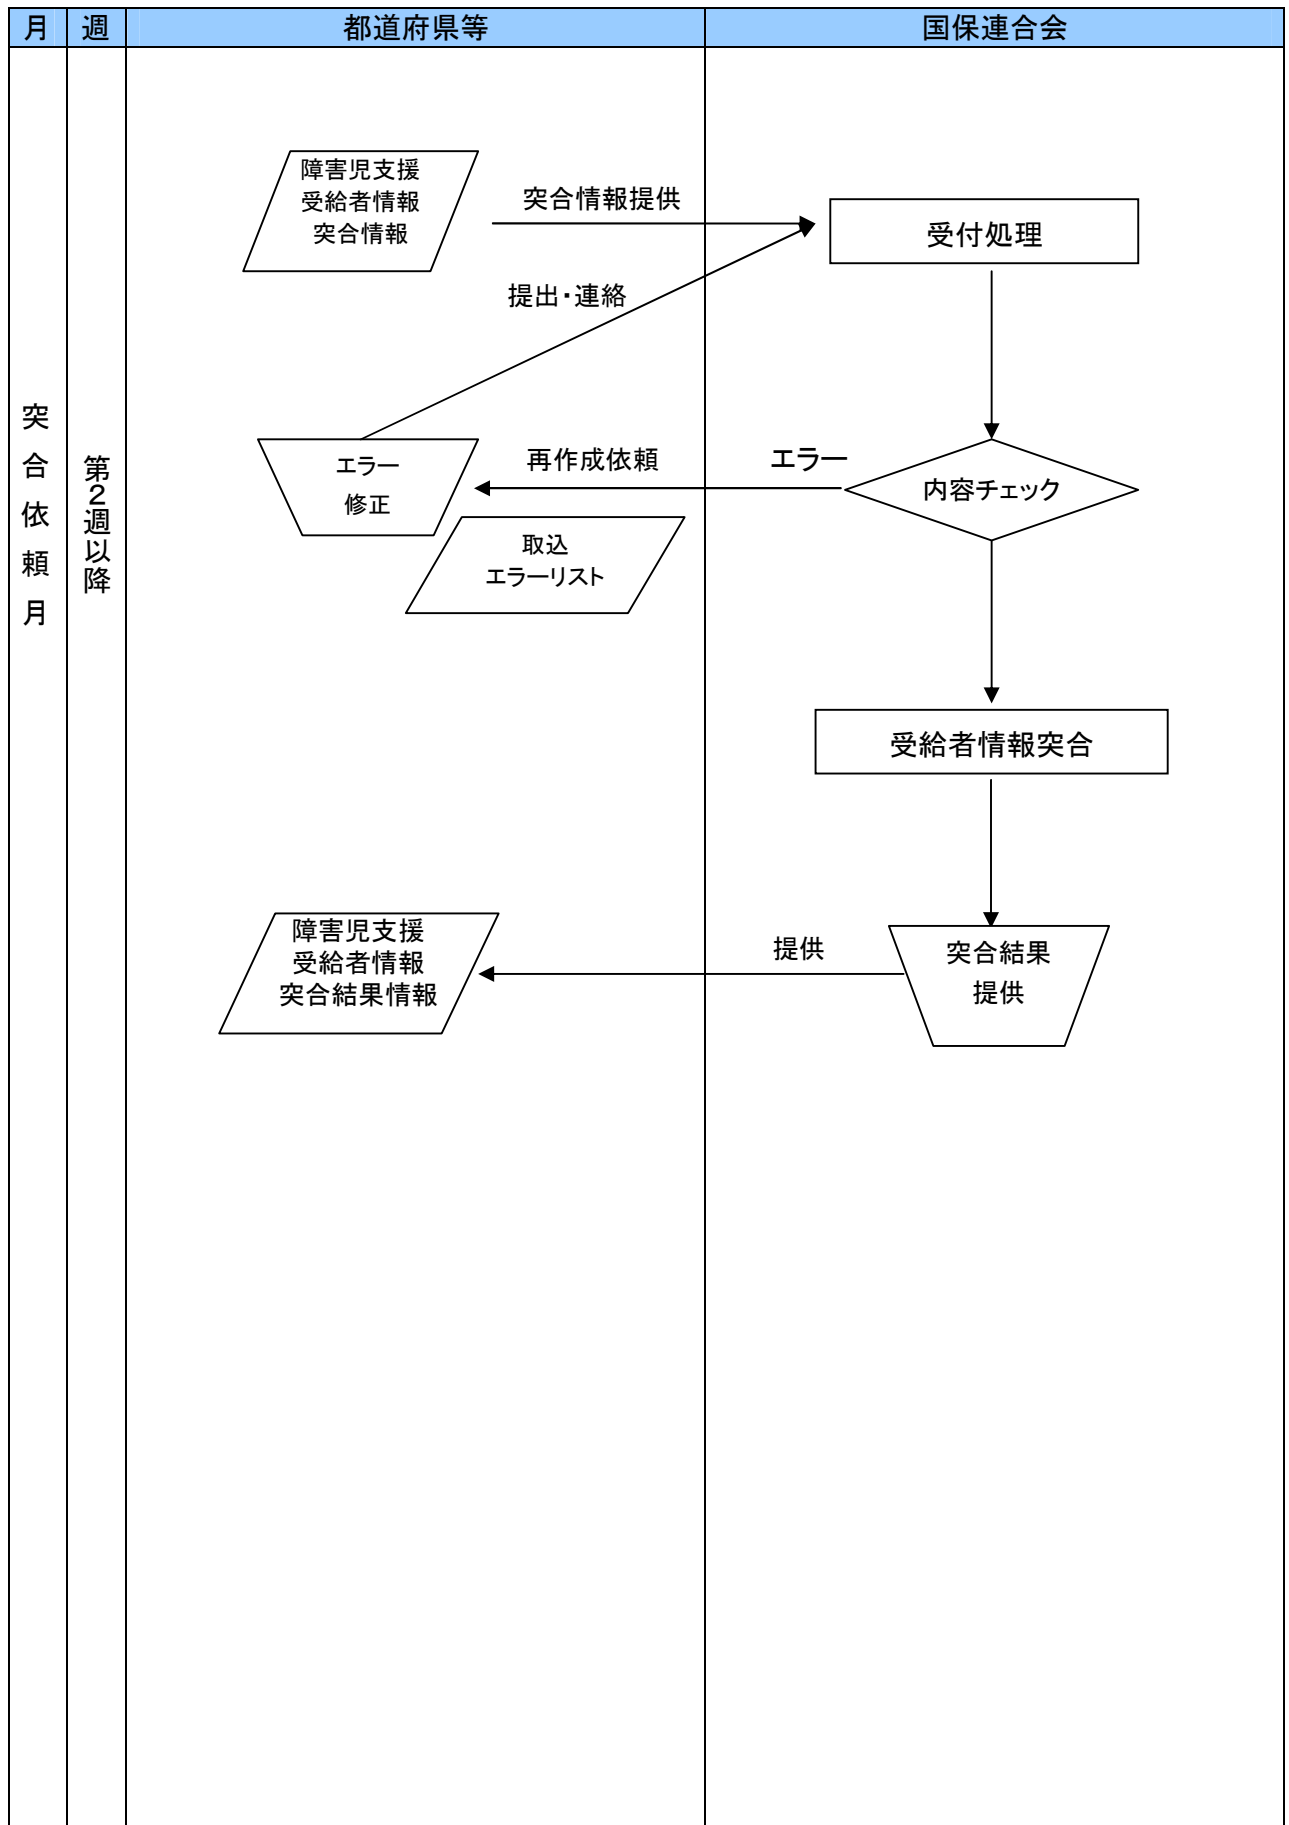 月 週 都道府県等 国保連合会
障害児支援
受給者情報
突合情報
突合情報提供
受付処理
提出・連絡
突合依頼月
第2週以降
エラー
修正
再作成依頼
エラー
内容チェック
取込
エラーリスト
受給者情報突合
障害児支援
受給者情報
突合結果情報
提供
突合結果
提供